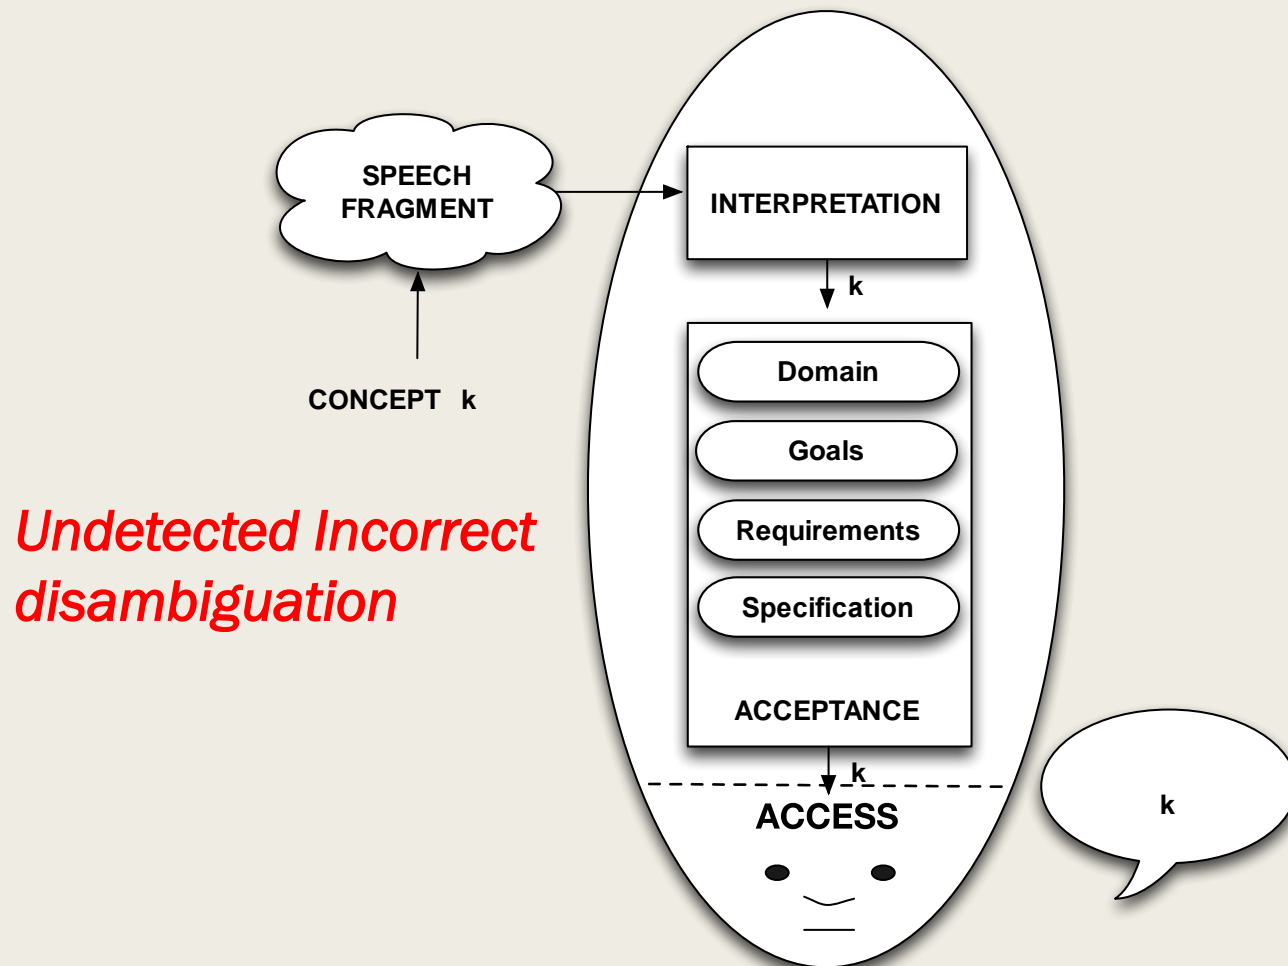 SPEECH
FRAGMENT
INTERPRETATION
k
CONCEPT k
Domain
Goals
Requirements
Specification
ACCEPTANCE
k
ACCESS
k
Undetected Incorrect
disambiguation